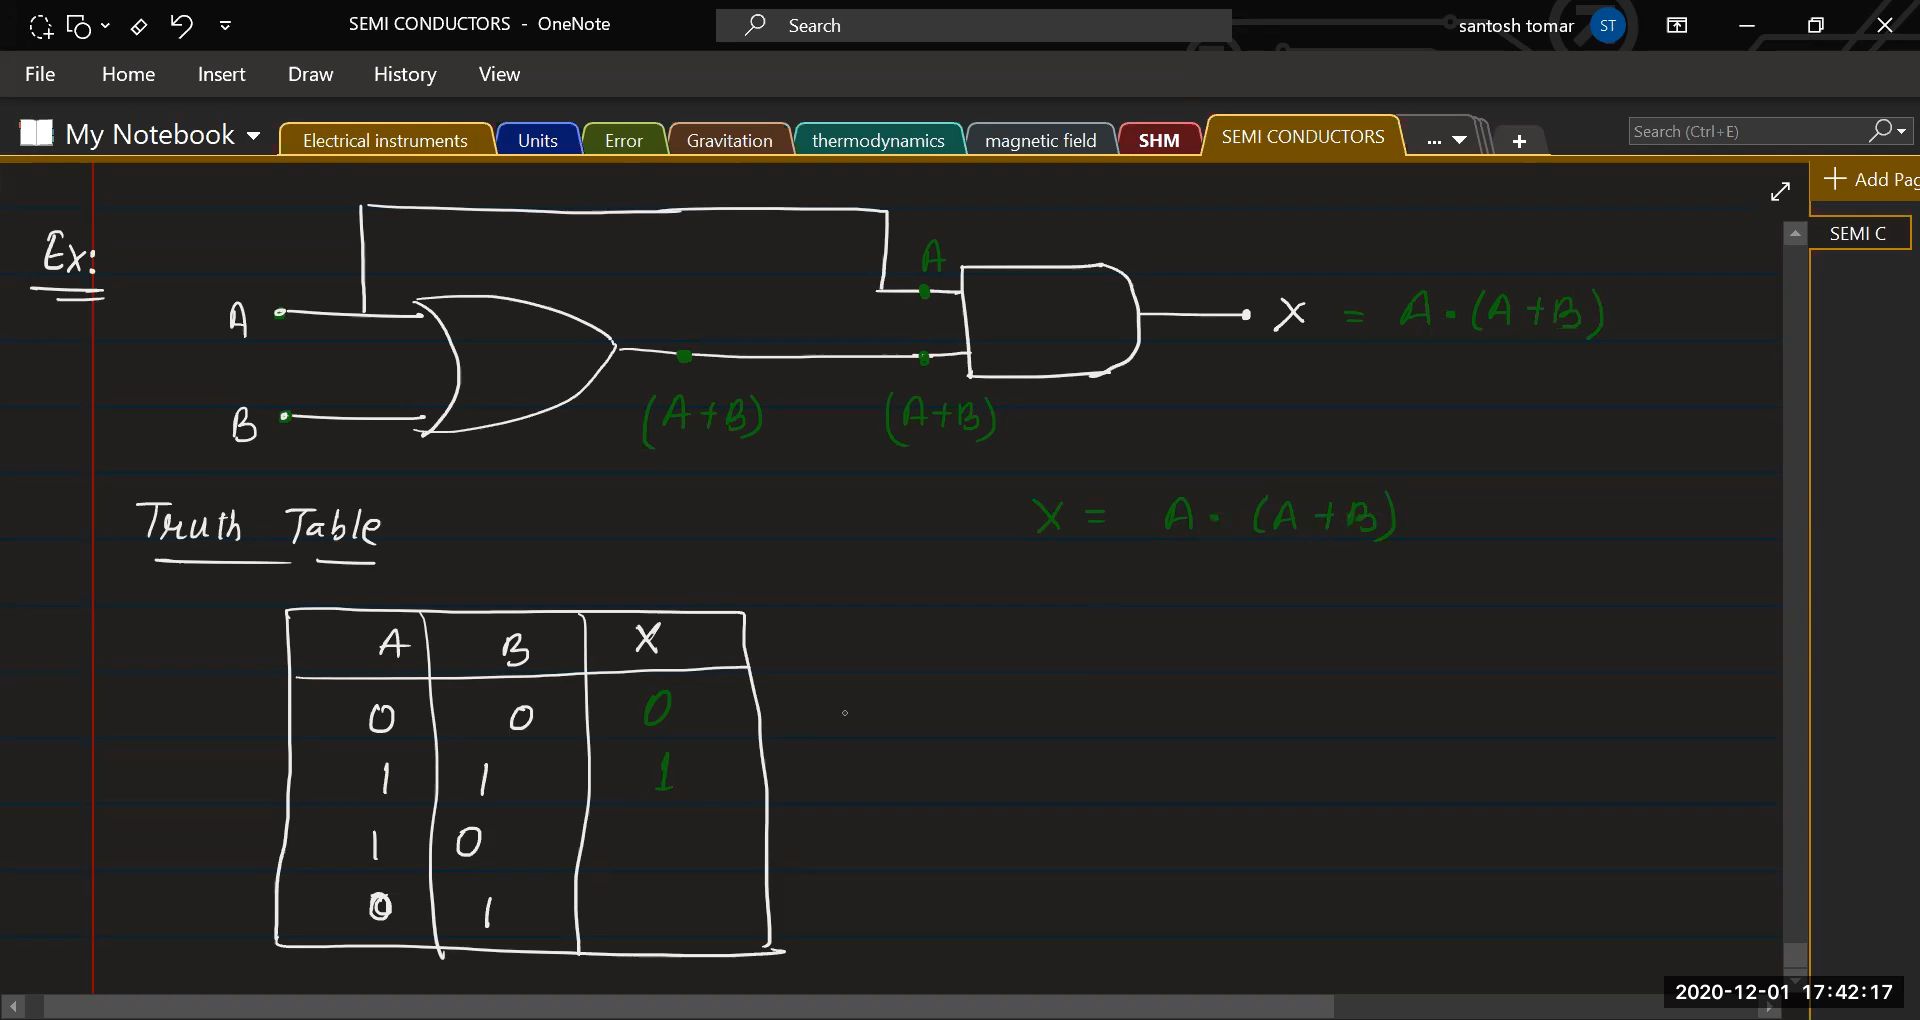 SEMI CONDUCTORS - OneNote
Search
santosh tomar ST
File Home Insert Draw History View
My Notebook
Electrical instruments Units Error Gravitation thermodynamics magnetic field SHM SEMI CONDUCTORS ... +
Search (Ctrl+E)
Add Pag
SEMI C
Ex:
A
A
X = A·(A+B)
B
(A+B) (A+B)
Truth Table
X = A·(A+B)
A B X
0 0 0
1 1 1
1 0
0 1
2020-12-01 17:42:17